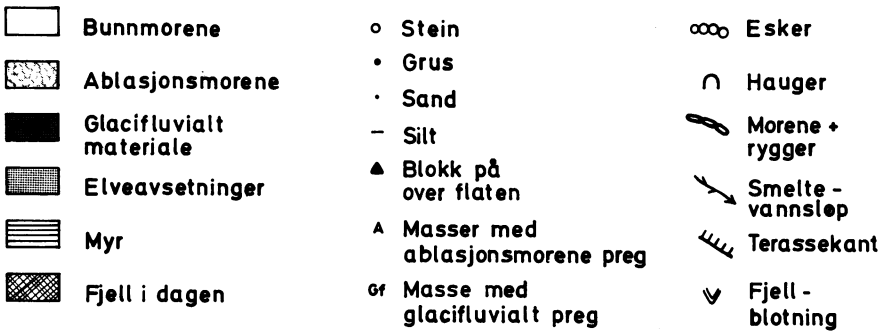 Bunnmorene
Ablasjonsmorene
Glacifluvialt
materiale
Elveavsetninger
Myr
Fjell i dagen
Stein
Grus
Sand
Silt
Blokk på
over flaten
A Masser med
ablasjonsmorene preg
Gf Masse med
glacifluvialt preg
Esker
Hauger
Morene +
rygger
Smelte -
vannsløp
Terassekant
Fjell -
blotning